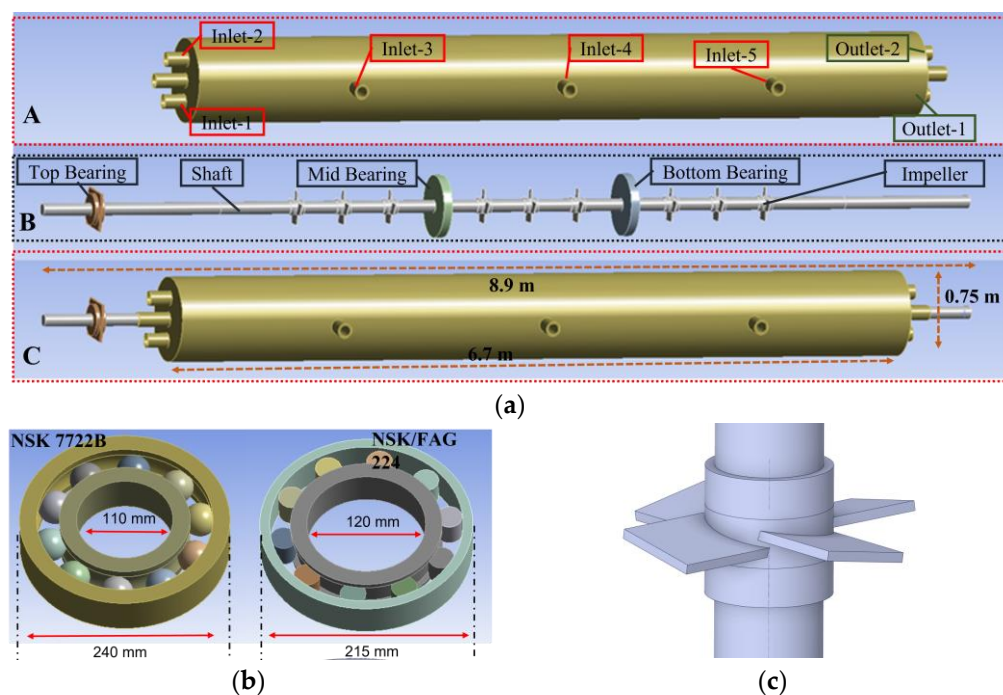 Inlet-2
Inlet-3
Inlet-4
Inlet-5
Outlet-2
A
Inlet-1
Outlet-1
Top Bearing
Shaft
Mid Bearing
Bottom Bearing
Impeller
B
8.9 m
0.75 m
C
6.7 m
(a)
NSK 7722B
NSK/FAG
224
110 mm
120 mm
240 mm
215 mm
(b)
(c)